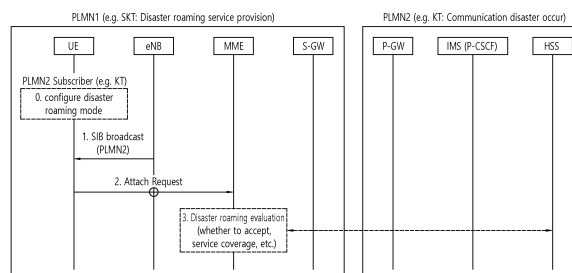 PLMN1 (e.g. SKT: Disaster roaming service provision)
PLMN2 (e.g. KT: Communication disaster occur)
UE
eNB
MME
S-GW
P-GW
IMS (P-CSCF)
HSS
PLMN2 Subscriber (e.g. KT)
0. configure disaster
roaming mode
1. SIB broadcast
(PLMN2)
2. Attach Request
3. Disaster roaming evaluation
(whether to accept,
service coverage, etc.)